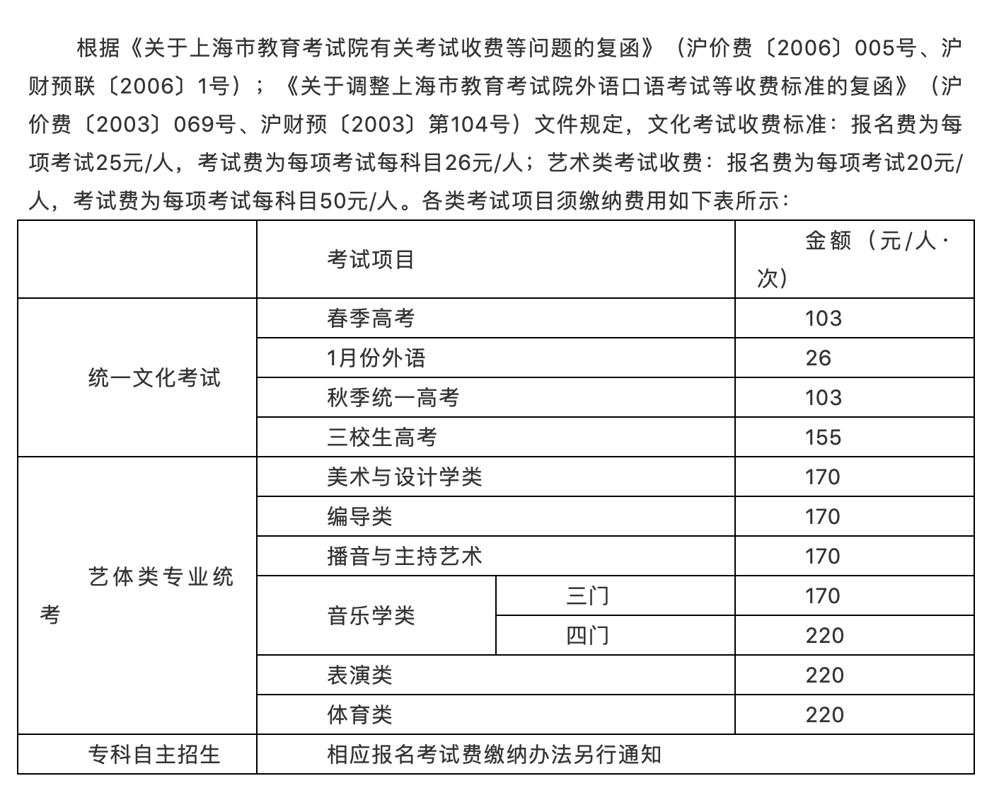 根据《关于上海市教育考试院有关考试收费等问题的复函》（沪价费〔2006〕005号、沪
财预联〔2006〕1号）；《关于调整上海市教育考试院外语口语考试等收费标准的复函》（沪
价费〔2003〕069号、沪财预〔2003〕第104号）文件规定，文化考试收费标准：报名费为每
项考试25元/人，考试费为每项考试每科目26元/人；艺术类考试收费：报名费为每项考试20元/
人，考试费为每项考试每科目50元/人。各类考试项目须缴纳费用如下表所示：
考试项目
金额（元/人·
次）
统一文化考试
春季高考
103
1月份外语
26
秋季统一高考
103
三校生高考
155
艺体类专业统
考
美术与设计学类
170
编导类
170
播音与主持艺术
170
音乐学类
三门
170
四门
220
表演类
220
体育类
220
专科自主招生
相应报名考试费缴纳办法另行通知